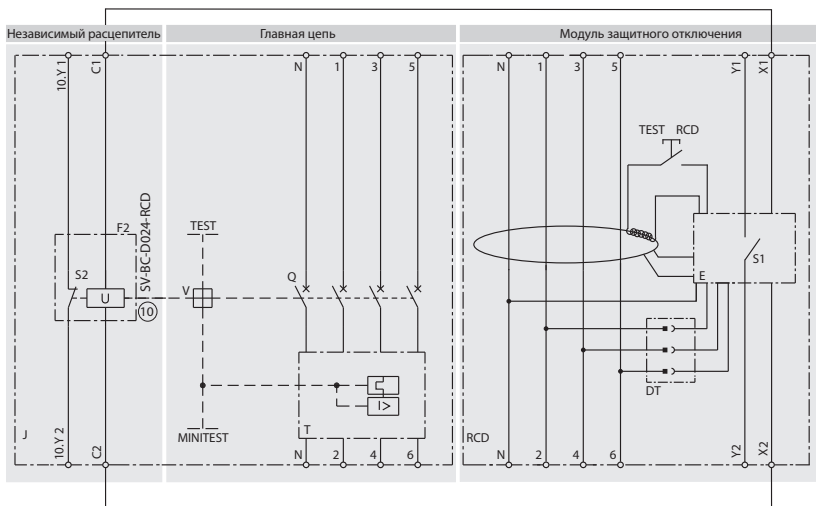 Независимый расцепитель
Главная цепь
Модуль защитного отключения
10.Y 1
C1
N
1
3
5
N
1
3
5
Y1
X1
TEST RCD
F2
SV-BC-D024-RCD
TEST
S2
U
10
V
Q
S1
E
DT
I>
J
10.Y 2
C2
MINITEST
T
N
2
4
6
RCD
N
2
4
6
Y2
X2